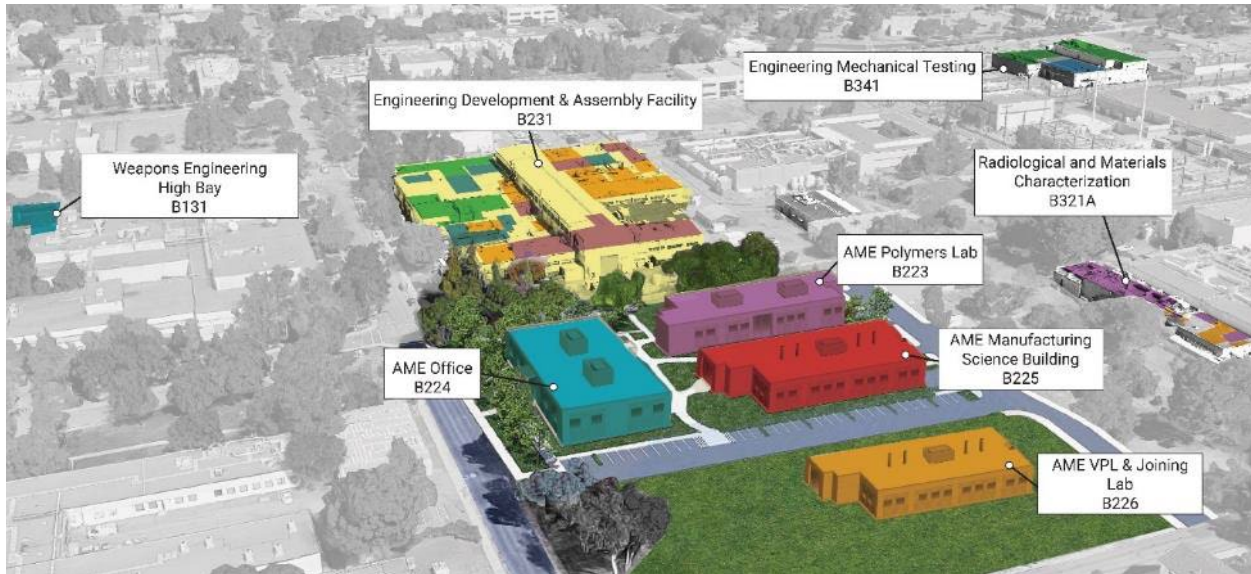 Engineering Mechanical Testing
B341
Engineering Development & Assembly Facility
B231
Weapons Engineering
High Bay
B131
Radiological and Materials
Characterization
B321A
AME Polymers Lab
B223
AME Manufacturing
Science Building
B225
AME Office
B224
AME VPL & Joining
Lab
B226